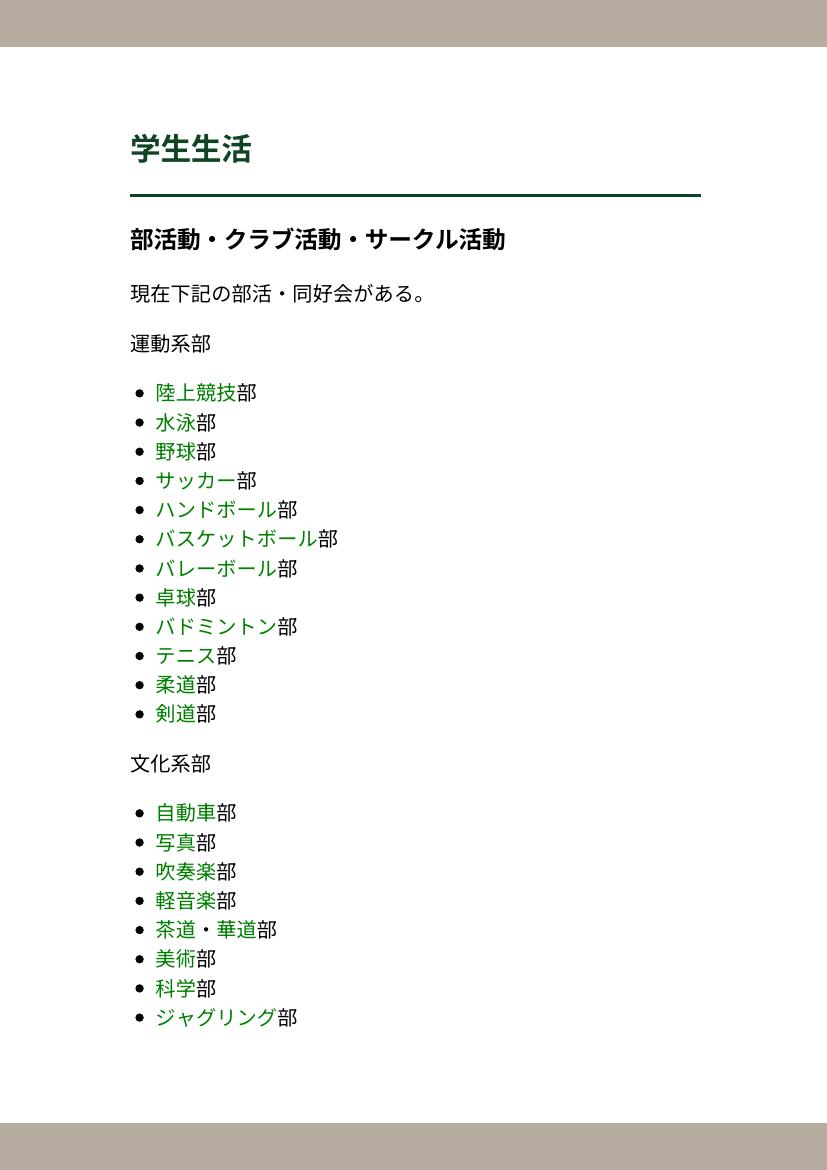 学生生活
部活動・クラブ活動・サークル活動
現在下記の部活・同好会がある。
運動系部
陸上競技部
水泳部
野球部
サッカー部
ハンドボール部
バスケットボール部
バレーボール部
卓球部
バドミントン部
テニス部
柔道部
剣道部
文化系部
自動車部
写真部
吹奏楽部
軽音楽部
茶道・華道部
美術部
科学部
ジャグリング部